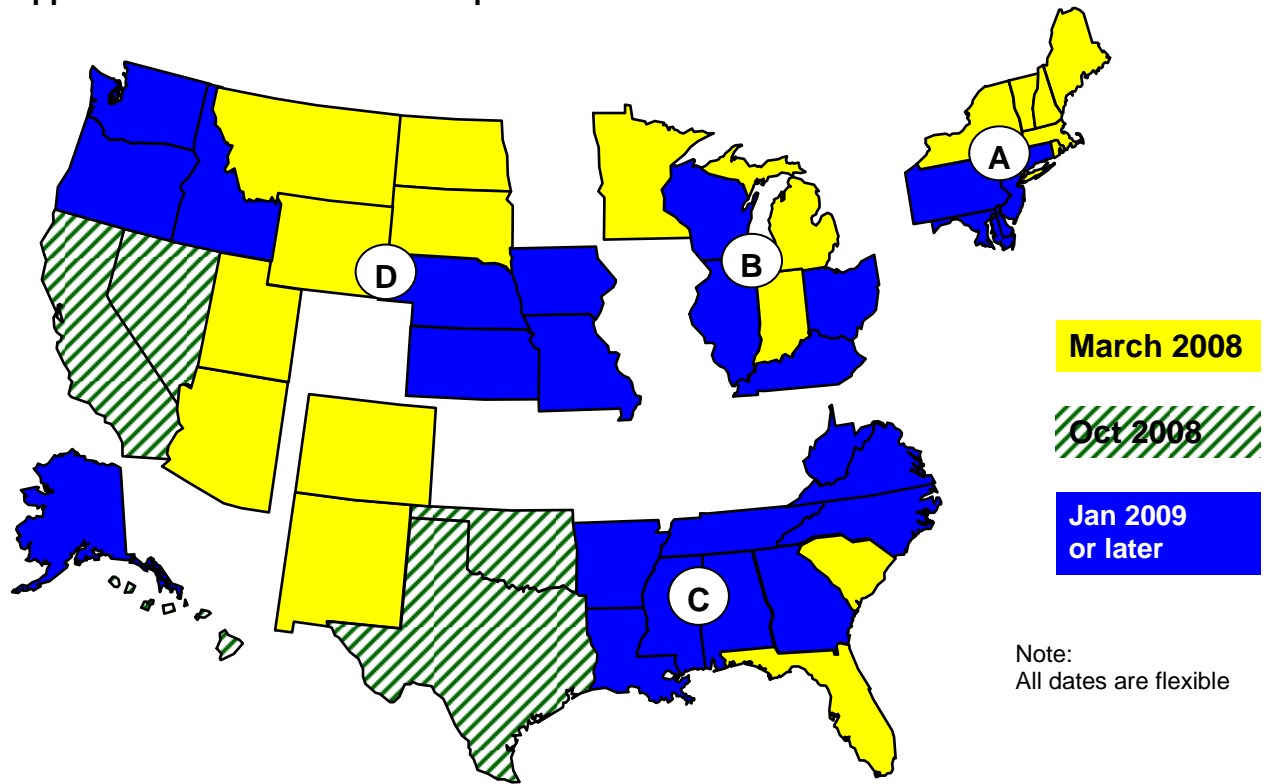 A
B
D
March 2008
Oct 2008
Jan 2009
or later
C
Note:
All dates are flexible